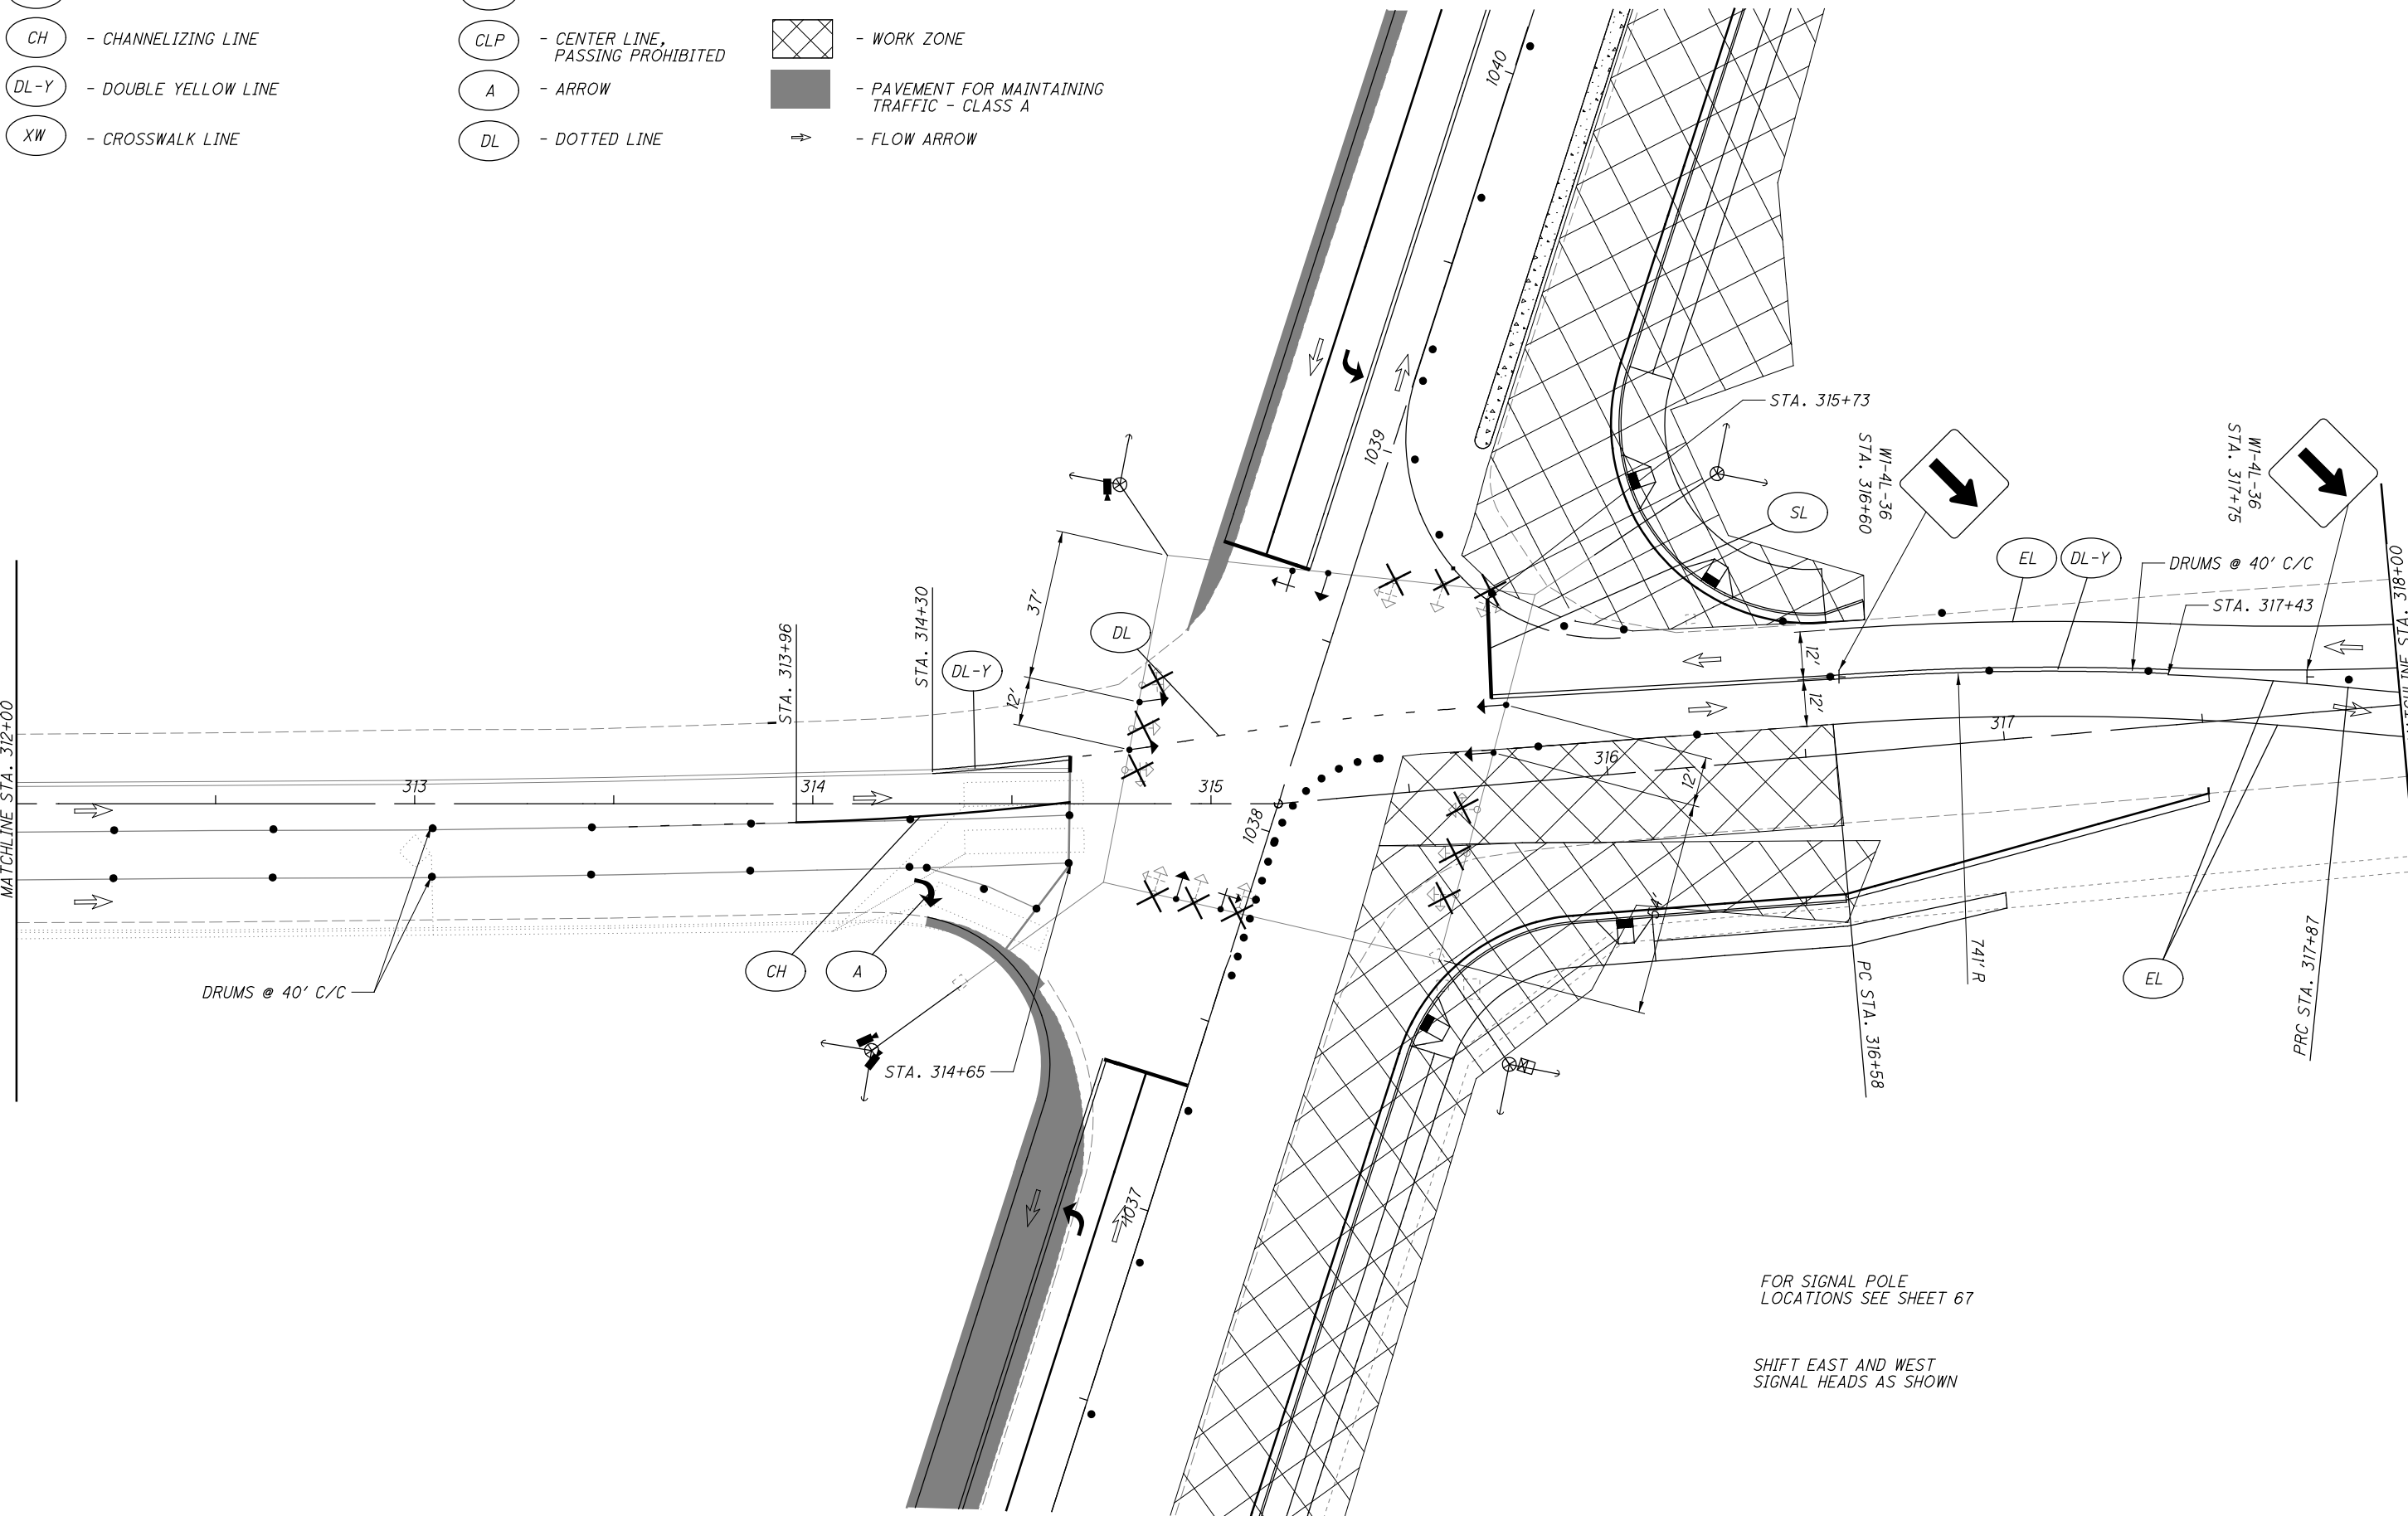 CH - CHANNELIZING LINE
DL-Y - DOUBLE YELLOW LINE
XW - CROSSWALK LINE
CLP - CENTER LINE,
PASSING PROHIBITED
A - ARROW
DL - DOTTED LINE
- WORK ZONE
- PAVEMENT FOR MAINTAINING
TRAFFIC - CLASS A
- FLOW ARROW
1040
1039
STA. 315+73
SL
W1-4L-36
STA. 316+60
W1-4L-36
STA. 317+75
EL
DL-Y
DRUMS @ 40' C/C
STA. 317+43
MATCHLINE STA. 318+00
37'
12'
DL
STA. 314+30
DL-Y
STA. 313+96
MATCHLINE STA. 312+00
313
314
315
316
317
12'
12'
12'
54'
1038
DRUMS @ 40' C/C
CH
A
STA. 314+65
741' R
PC STA. 316+58
EL
PRC STA. 317+87
1037
FOR SIGNAL POLE
LOCATIONS SEE SHEET 67
SHIFT EAST AND WEST
SIGNAL HEADS AS SHOWN